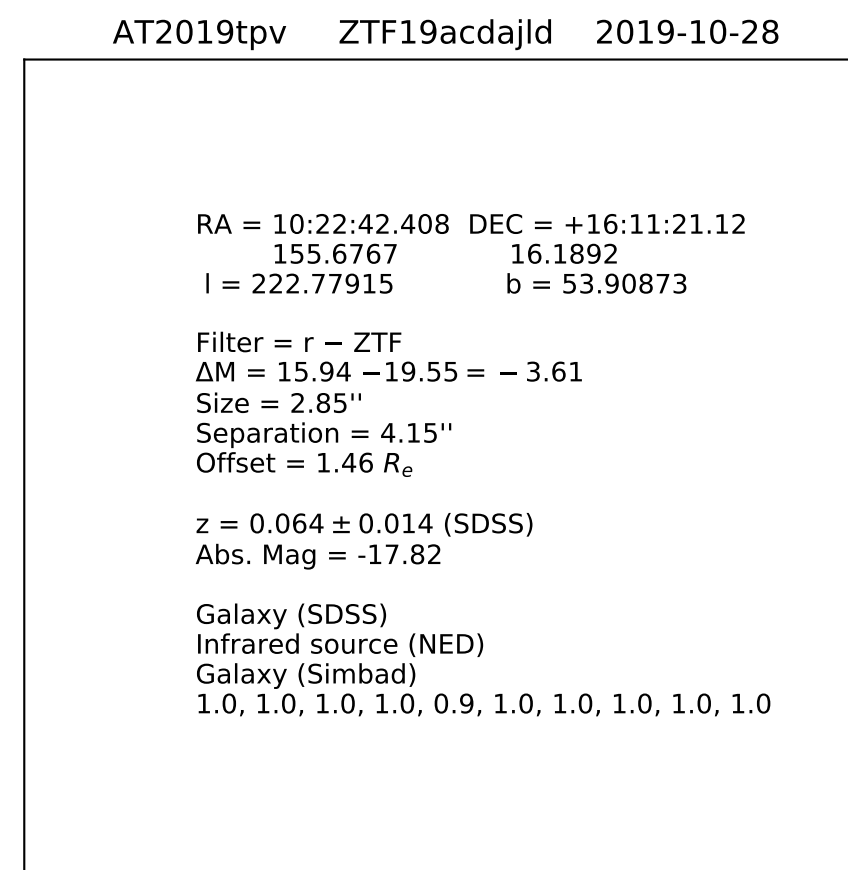 AT2019tpv ZTF19acdajld 2019-10-28
RA = 10:22:42.408 DEC = +16:11:21.12
155.6767 16.1892
l = 222.77915 b = 53.90873
Filter = r − ZTF
ΔM = 15.94 −19.55 = − 3.61
Size = 2.85''
Separation = 4.15''
Offset = 1.46 Rₑ
z = 0.064 ± 0.014 (SDSS)
Abs. Mag = -17.82
Galaxy (SDSS)
Infrared source (NED)
Galaxy (Simbad)
1.0, 1.0, 1.0, 1.0, 0.9, 1.0, 1.0, 1.0, 1.0, 1.0